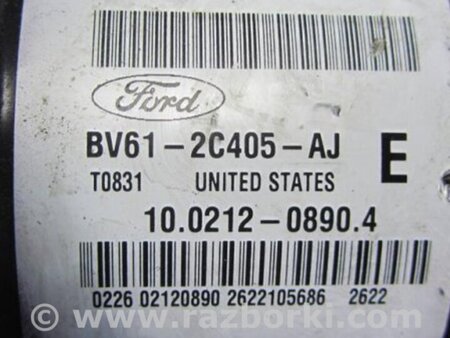 Ford
BV61-2C405-AJ E
T0831 UNITED STATES
10.0212-0890.4
0226 02120890 2622105686 2622
© www.razborki.com